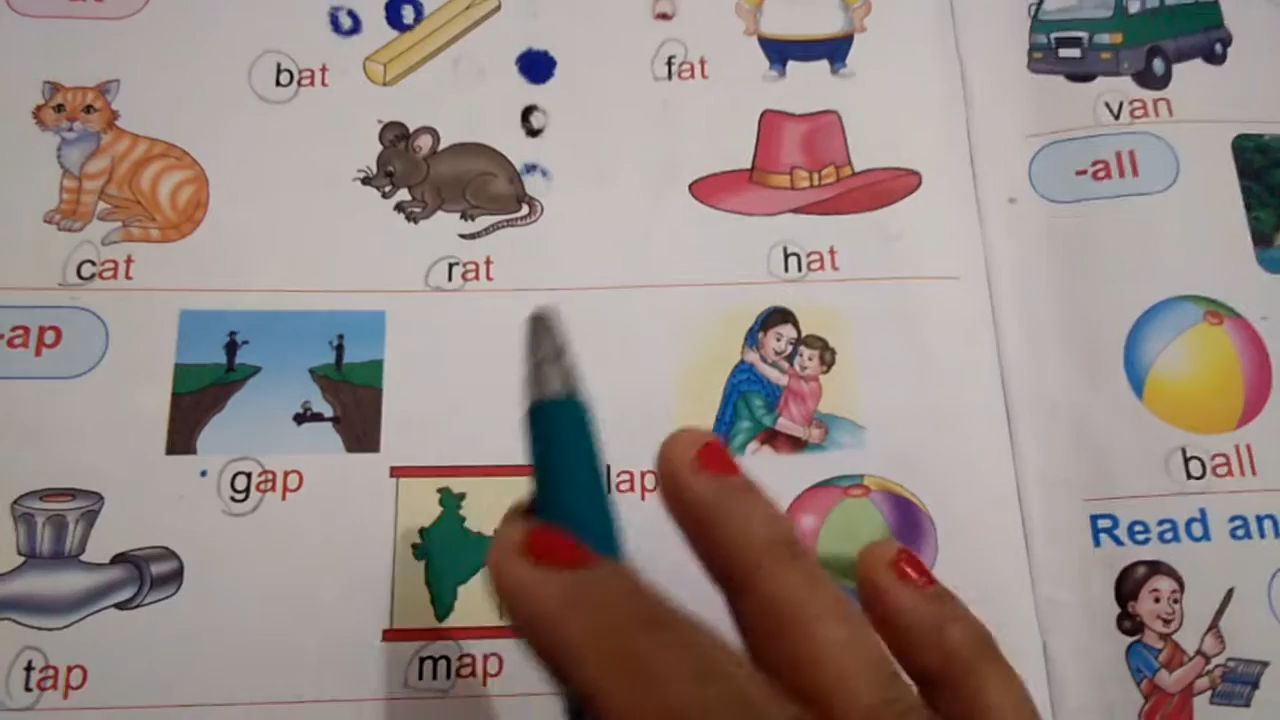 bat
fat
cat
rat
hat
-ap
gap
lap
tap
map
van
-all
ball
Read an